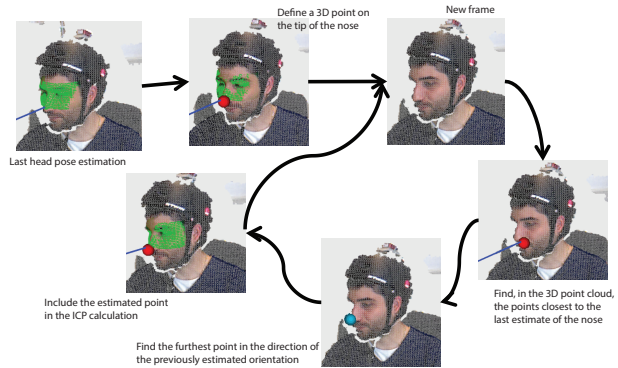 Define a 3D point on
the tip of the nose
New frame
Last head pose estimation
Find, in the 3D point cloud,
the points closest to the
last estimate of the nose
Find the furthest point in the direction of
the previously estimated orientation
Include the estimated point
in the ICP calculation